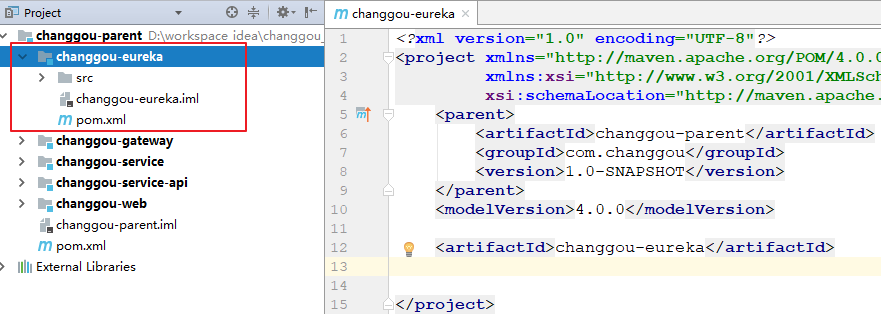 Project
changgou-parent D:\workspace idea\changgou_
changgou-eureka
src
changgou-eureka.iml
pom.xml
changgou-gateway
changgou-service
changgou-service-api
changgou-web
changgou-parent.iml
pom.xml
External Libraries
changgou-eureka
1 <?xml version="1.0" encoding="UTF-8"?>
2 <project xmlns="http://maven.apache.org/POM/4.0.0
3 xmlns:xsi="http://www.w3.org/2001/XMLSch
4 xsi:schemaLocation="http://maven.apache.
5 <parent>
6 <artifactId>changgou-parent</artifactId>
7 <groupId>com.changgou</groupId>
8 <version>1.0-SNAPSHOT</version>
9 </parent>
10 <modelVersion>4.0.0</modelVersion>
11
12 <artifactId>changgou-eureka</artifactId>
13
14
15 </project>